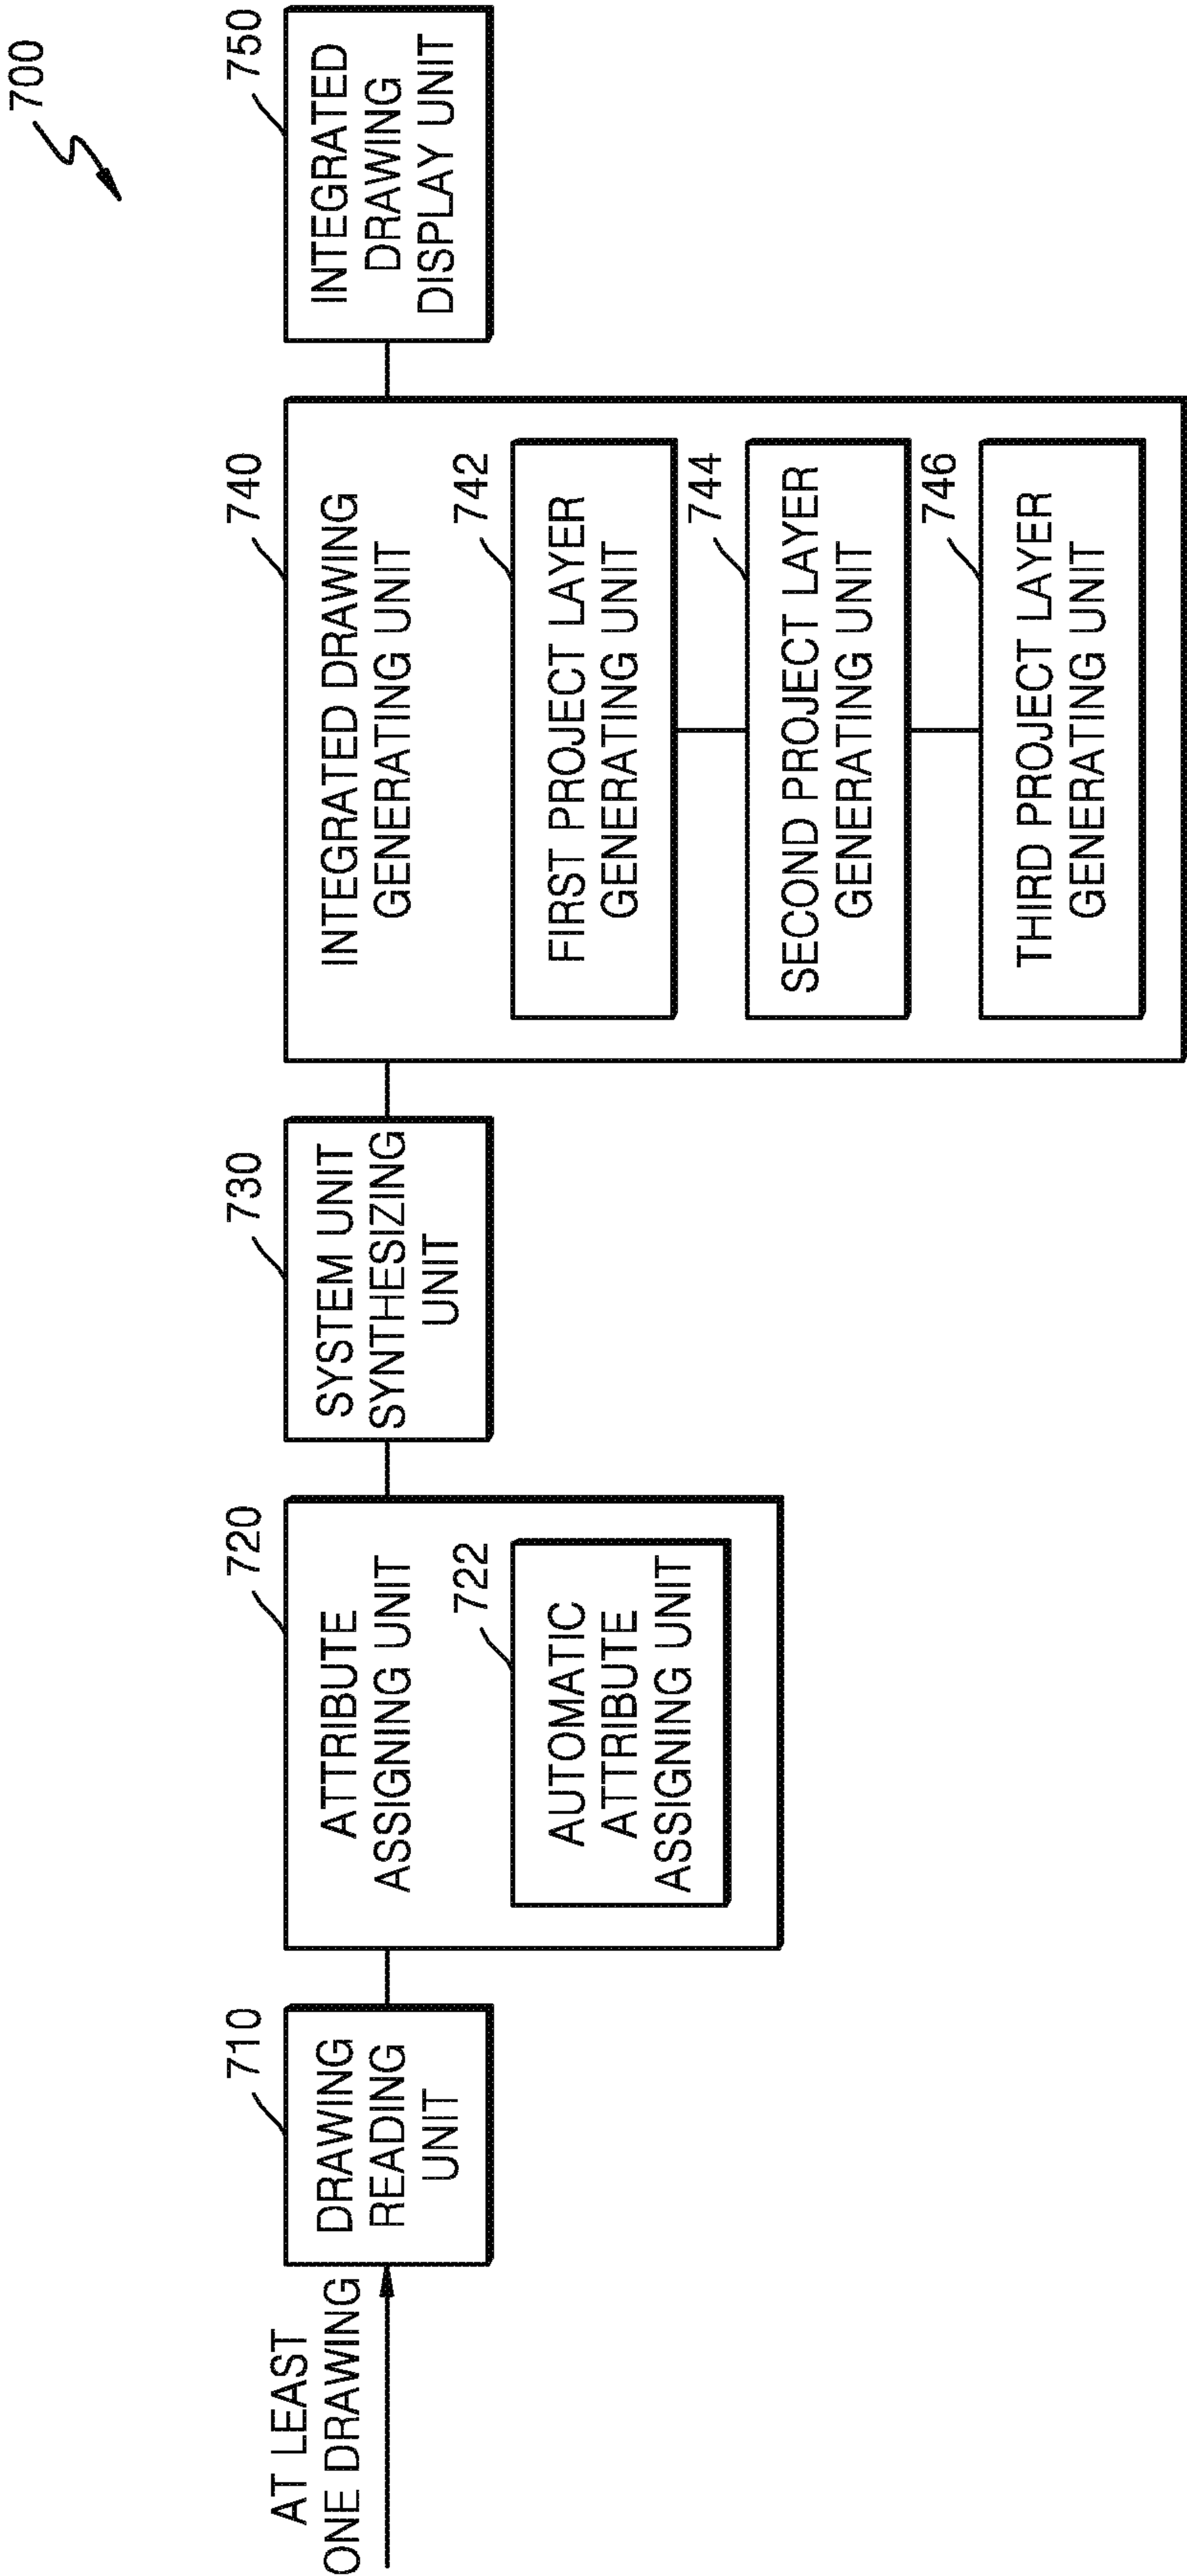 700
AT LEAST
ONE DRAWING
710
DRAWING
READING
UNIT
720
ATTRIBUTE
ASSIGNING UNIT
722
AUTOMATIC
ATTRIBUTE
ASSIGNING UNIT
730
SYSTEM UNIT
SYNTHESIZING
UNIT
740
INTEGRATED DRAWING
GENERATING UNIT
742
FIRST PROJECT LAYER
GENERATING UNIT
744
SECOND PROJECT LAYER
GENERATING UNIT
746
THIRD PROJECT LAYER
GENERATING UNIT
750
INTEGRATED
DRAWING
DISPLAY UNIT